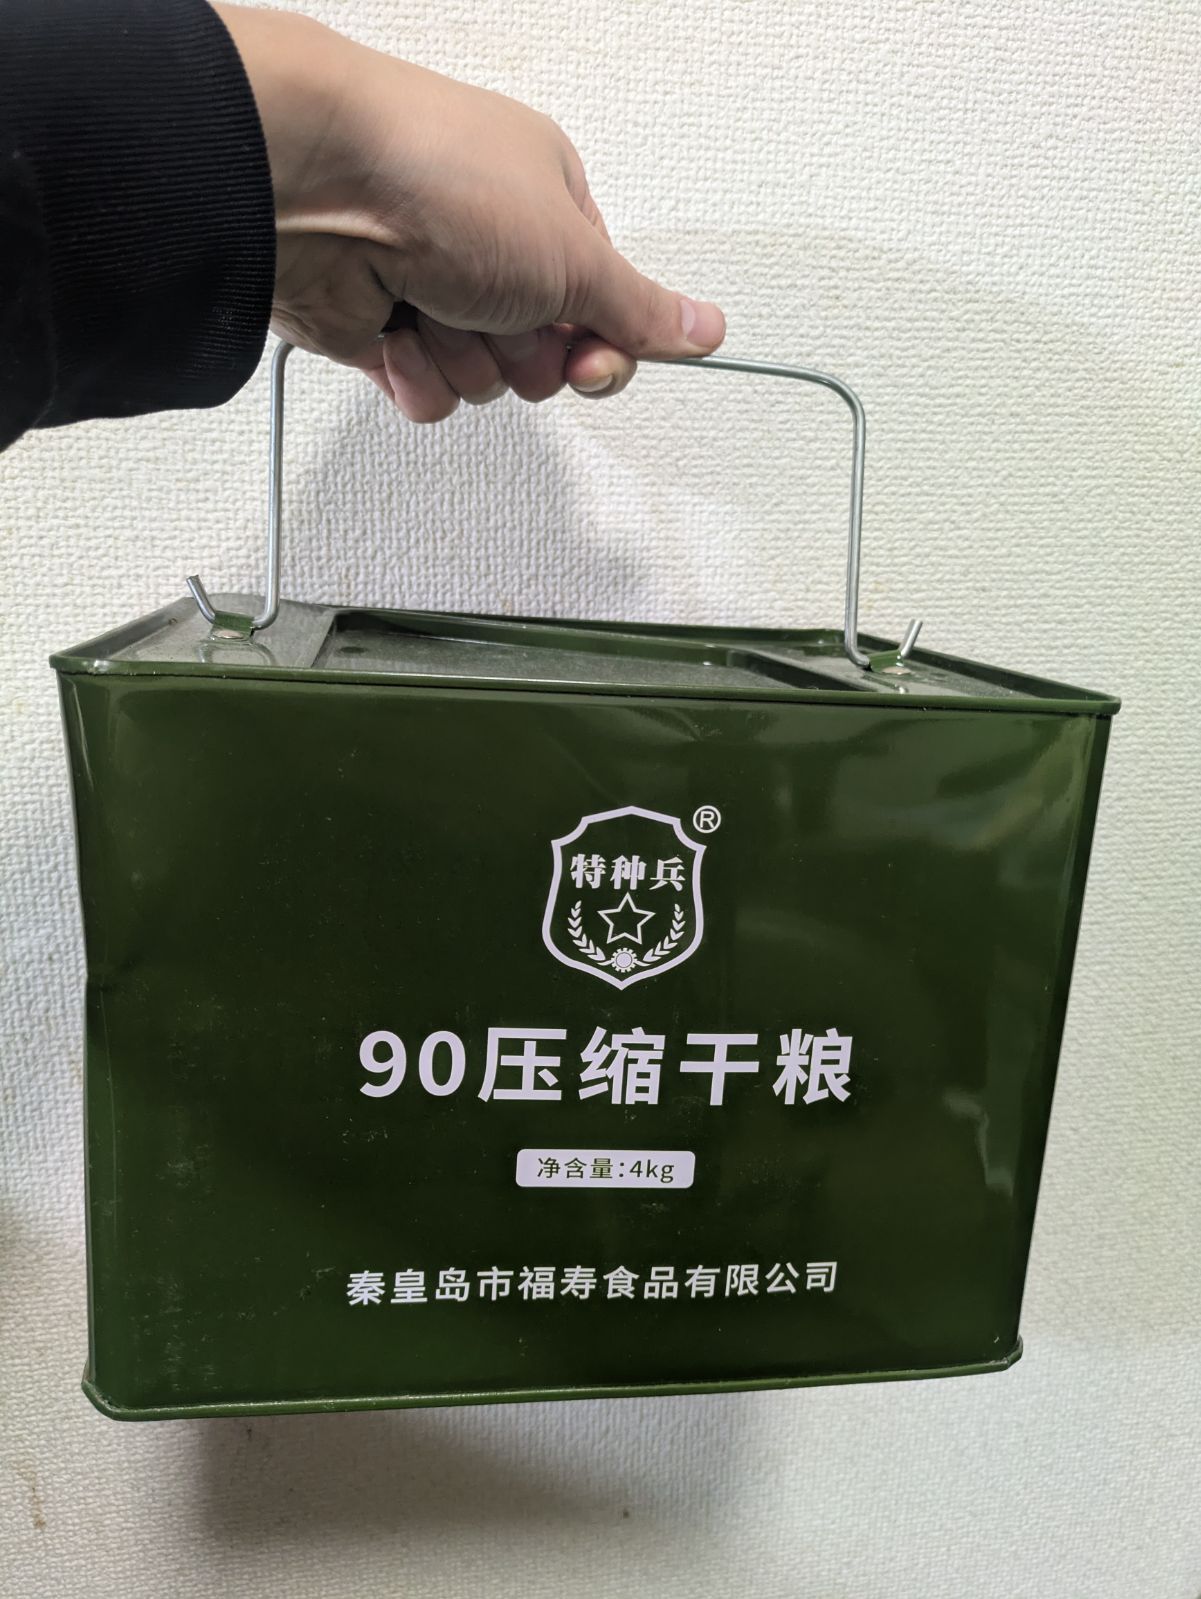 特种兵
®
90压缩干粮
净含量:4kg
秦皇岛市福寿食品有限公司